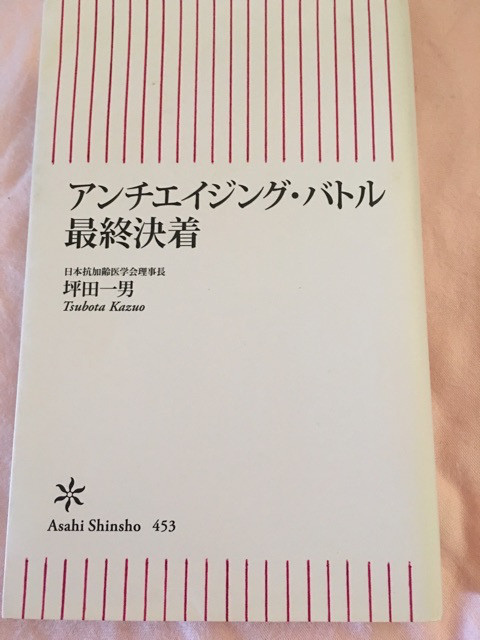 アンチエイジング・バトル
最終決着
日本抗加齢医学会理事長
坪田一男
Tsubota Kazuo
Asahi Shinsho 453